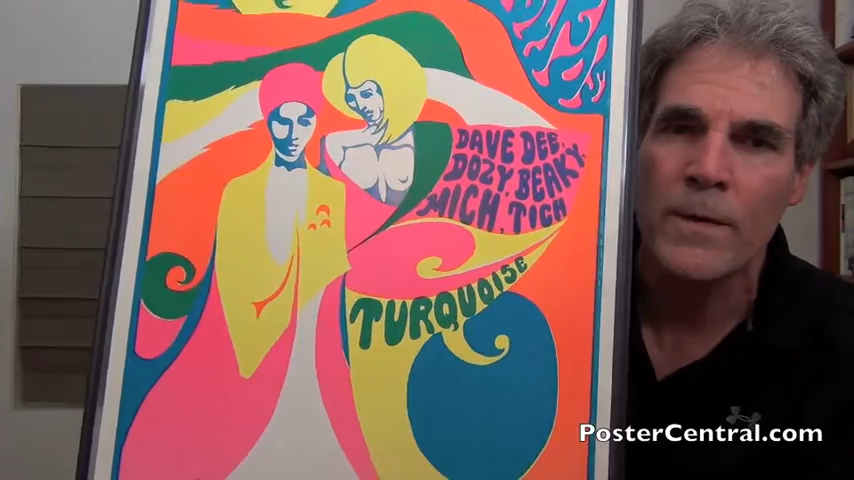 DAVE DEE,
DOZY, BEAKY,
MICH, TICH
TURQUOISE
PosterCentral.com